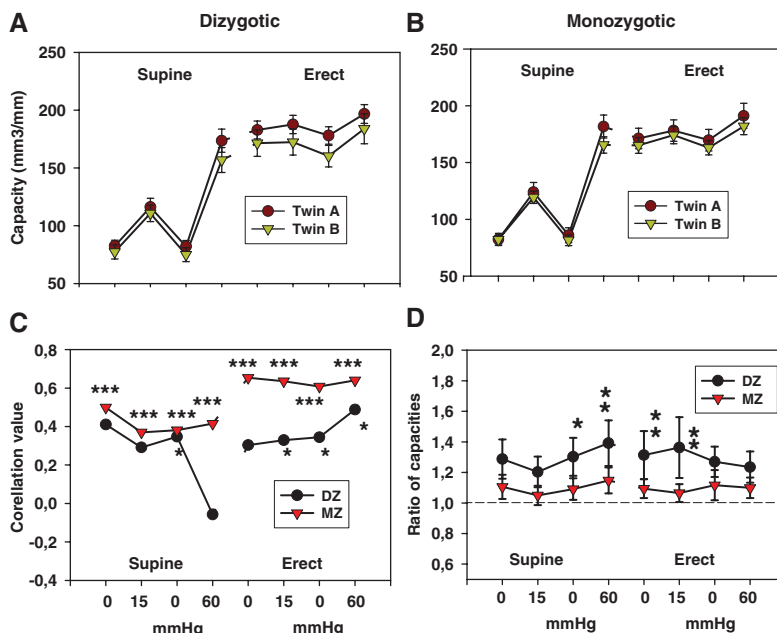 A
Dizygotic
Supine
Erect
Capacity (mm3/mm)
250
200
150
100
50
Twin A
Twin B
B
Monozygotic
Supine
Erect
250
200
150
100
50
Twin A
Twin B
C
Corellation value
0,8
0,6
0,4
0,2
0,0
-0,2
-0,4
*** *** *** ***
*** *** *** ***
* * * *
DZ
MZ
Supine
Erect
0 15 0 60 0 15 0 60
mmHg mmHg
D
Ratio of capacities
2,0
1,8
1,6
1,4
1,2
1,0
0,8
0,6
DZ
MZ
* ** ** **
Supine
Erect
0 15 0 60 0 15 0 60
mmHg mmHg